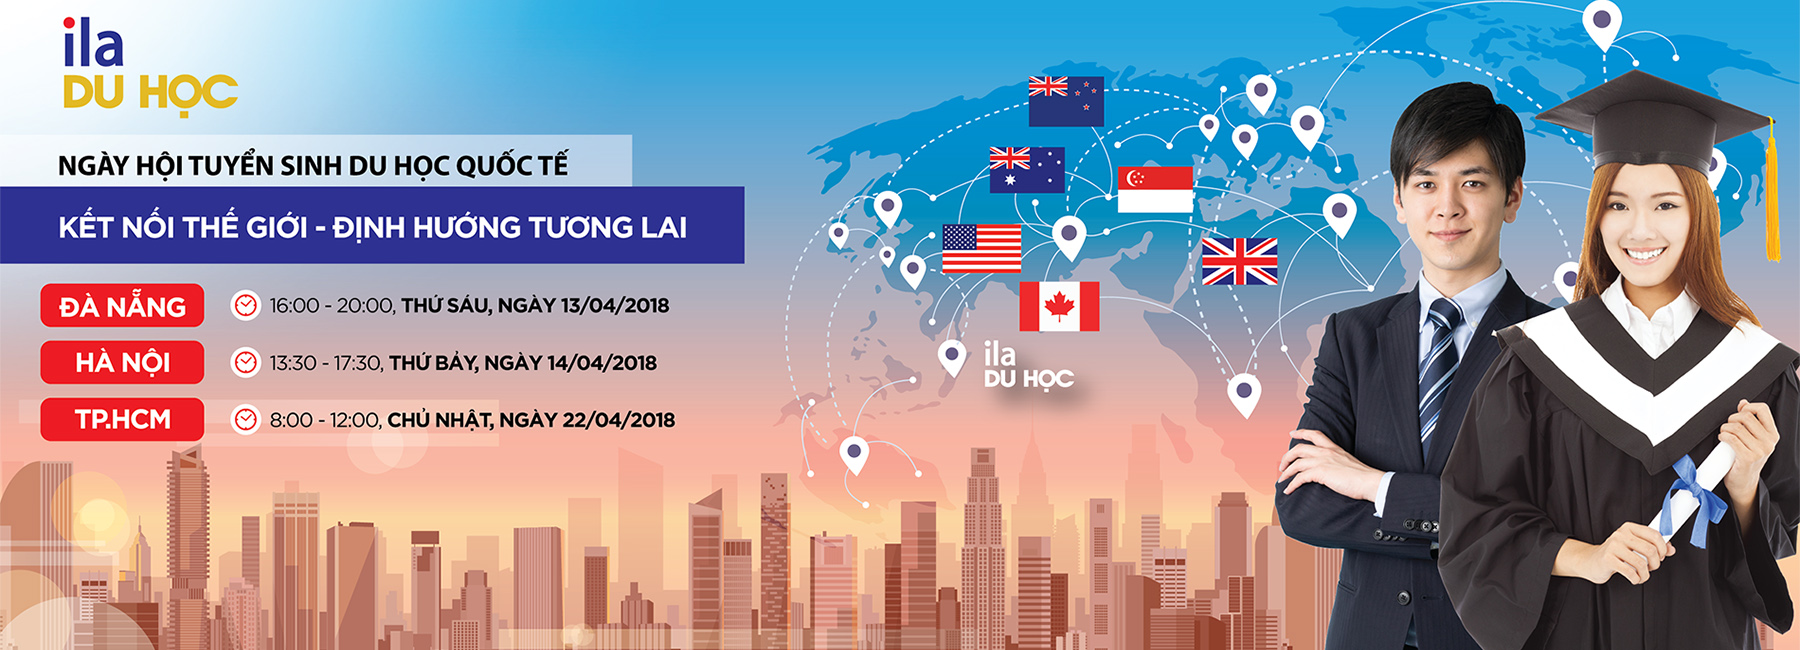 ila
DU HỌC
NGÀY HỘI TUYỂN SINH DU HỌC QUỐC TẾ
KẾT NỐI THẾ GIỚI - ĐỊNH HƯỚNG TƯƠNG LAI
ĐÀ NẴNG 16:00 - 20:00, THỨ SÁU, NGÀY 13/04/2018
HÀ NỘI 13:30 - 17:30, THỨ BẢY, NGÀY 14/04/2018
TP.HCM 8:00 - 12:00, CHỦ NHẬT, NGÀY 22/04/2018
ila
DU HỌC